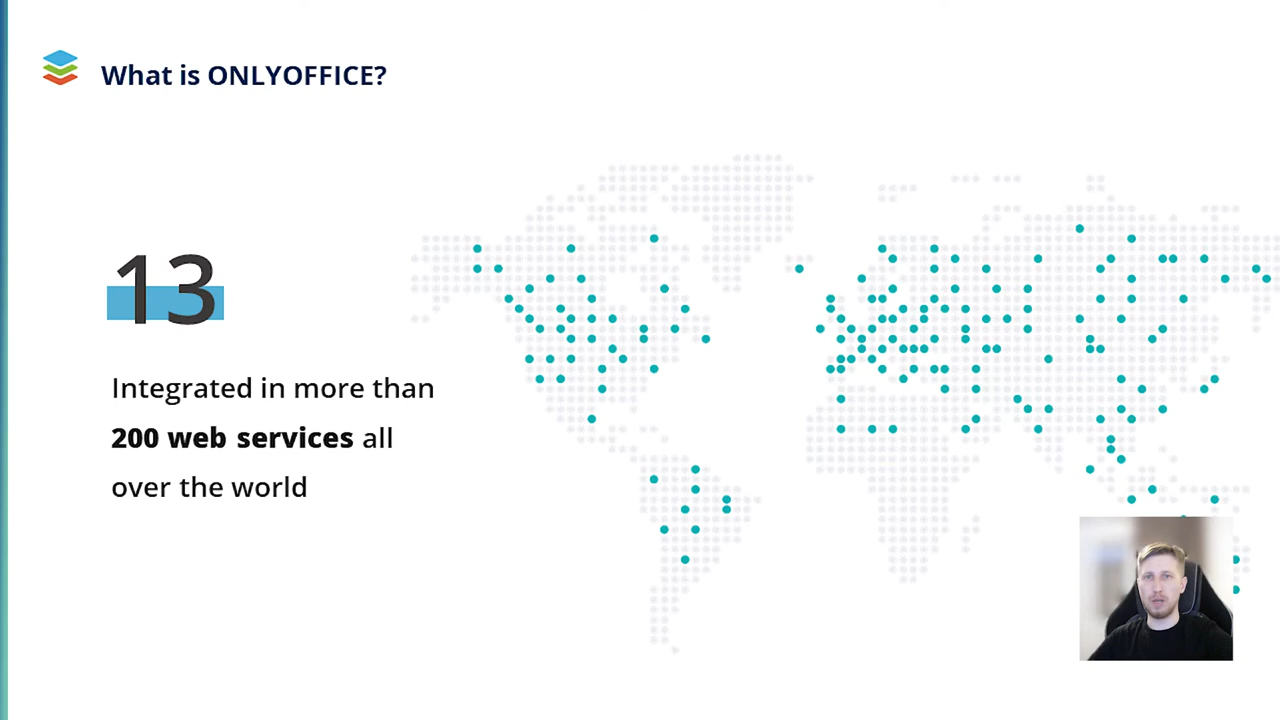 What is ONLYOFFICE?
13
Integrated in more than
200 web services all
over the world